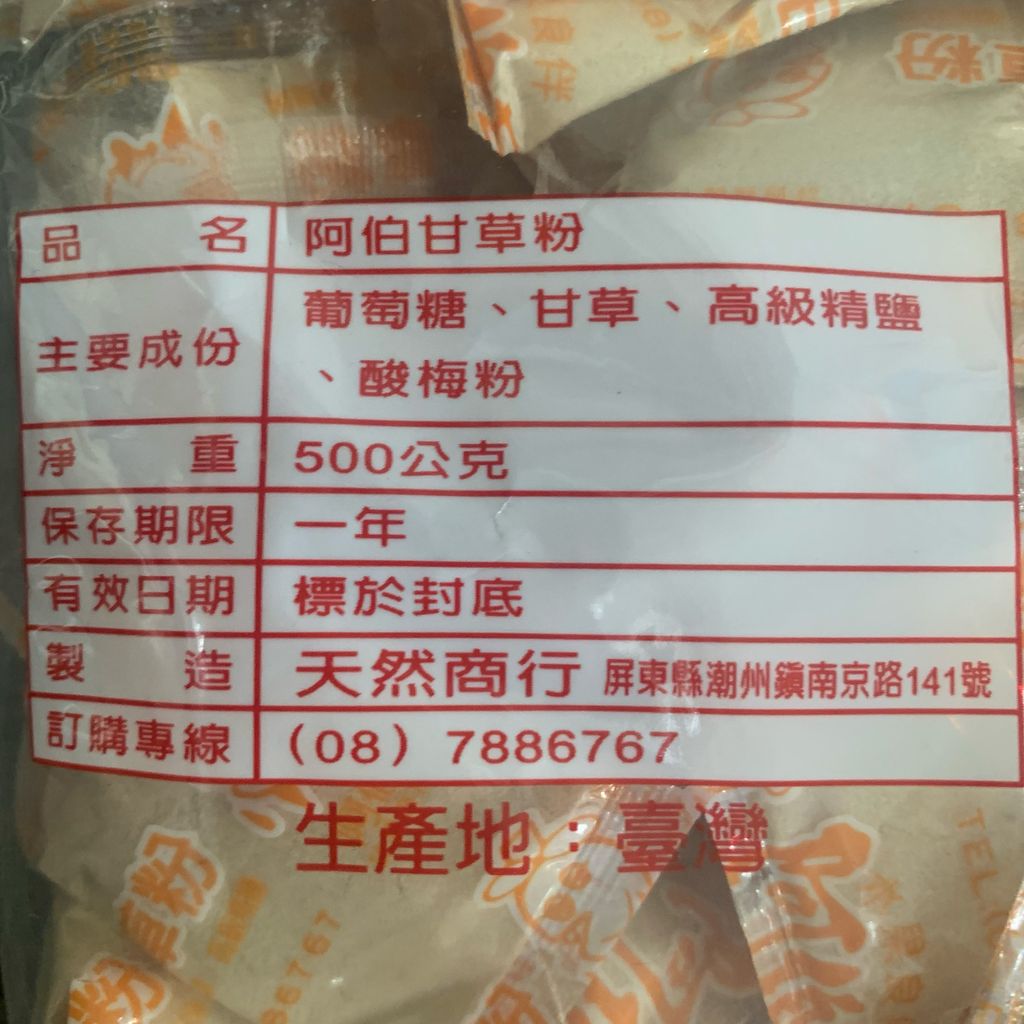 品名 阿伯甘草粉
主要成份 葡萄糖、甘草、高級精鹽
、酸梅粉
淨重 500公克
保存期限 一年
有效日期 標於封底
製造 天然商行 屏東縣潮州鎮南京路141號
訂購專線 (08) 7886767
生產地：臺灣